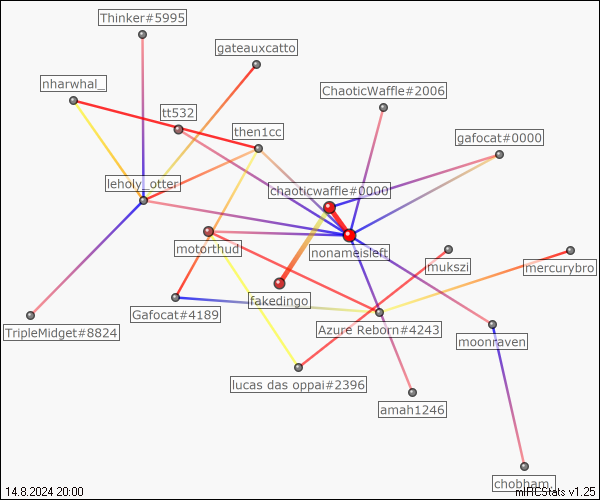 Thinker#5995
gateauxcatto
nharwhal_
ChaoticWaffle#2006
tt532
then1cc
gafocat#0000
leholy_otter
chaoticwaffle#0000
motorthud
nonameisleft
mukszi
mercurybro
fakedingo
Gafocat#4189
TripleMidget#8824
Azure Reborn#4243
moonraven
lucas das oppai#2396
amah1246
chobham.
14.8.2024 20:00
mIRCStats v1.25